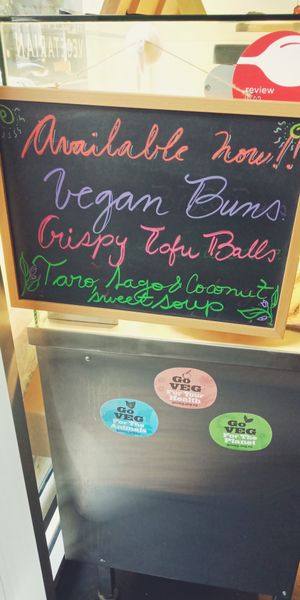 VEGETARIAN
review
Available now!!
Vegan Buns
Crispy Tofu Balls
Taro, Sago & Coconut
Sweet Soup
Go
VEG
For Your
Health
Go
VEG
For The
Animals
Go
VEG
For The
Planet